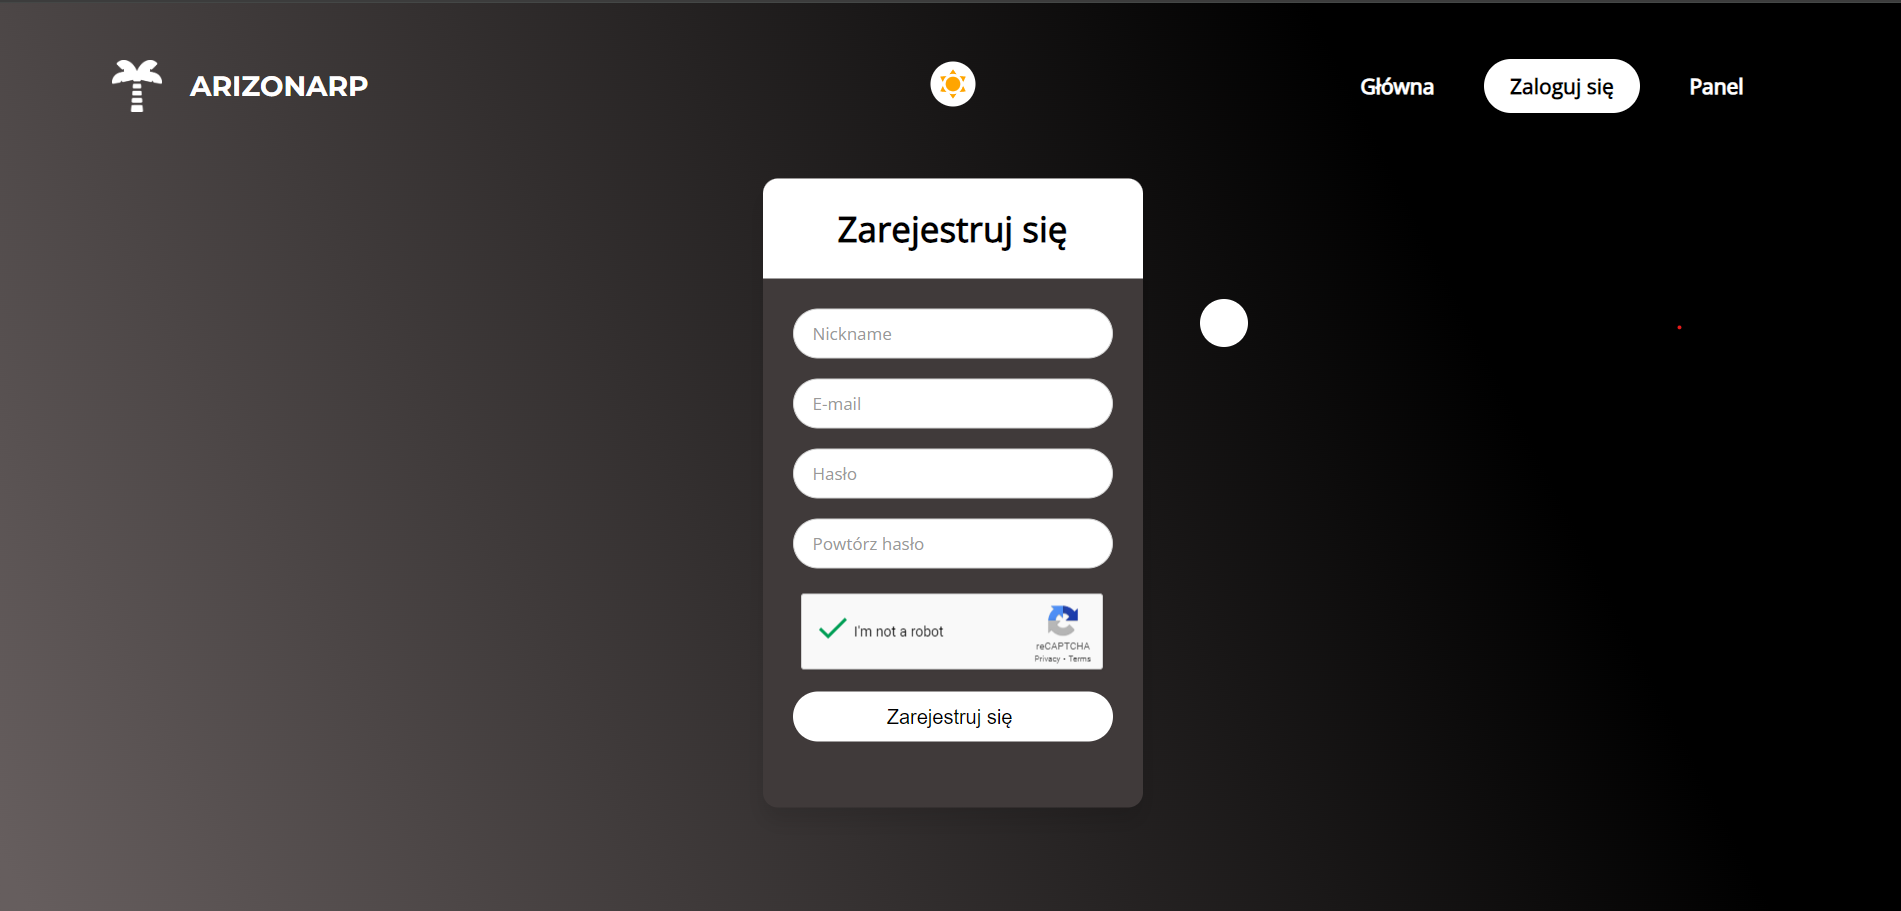 ARIZONARP
Główna
Zaloguj się
Panel
Zarejestruj się
Nickname
E-mail
Hasło
Powtórz hasło
I'm not a robot
reCAPTCHA
Privacy • Terms
Zarejestruj się